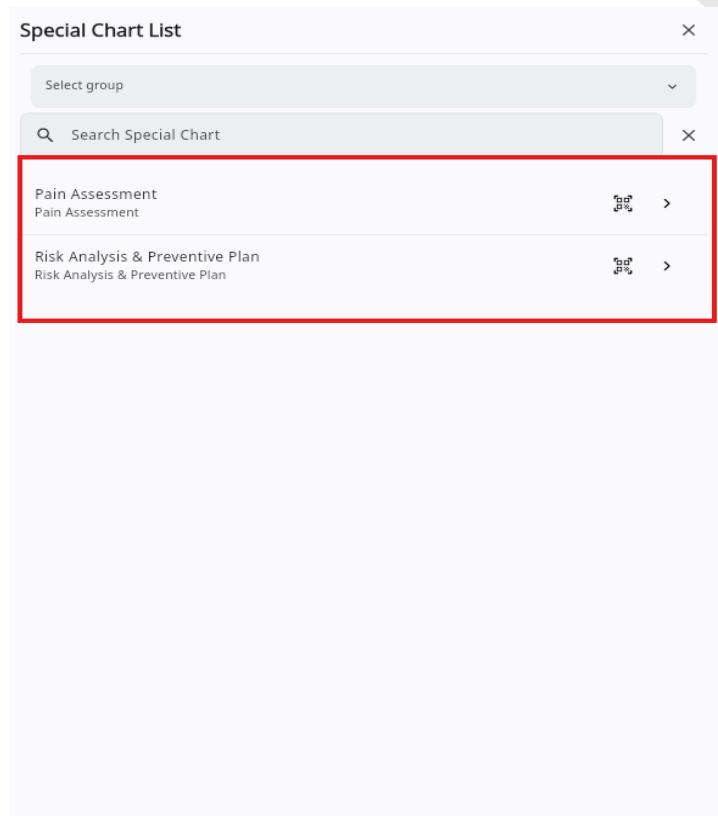 Special Chart List
Select group
Search Special Chart
Pain Assessment
Pain Assessment
Risk Analysis & Preventive Plan
Risk Analysis & Preventive Plan